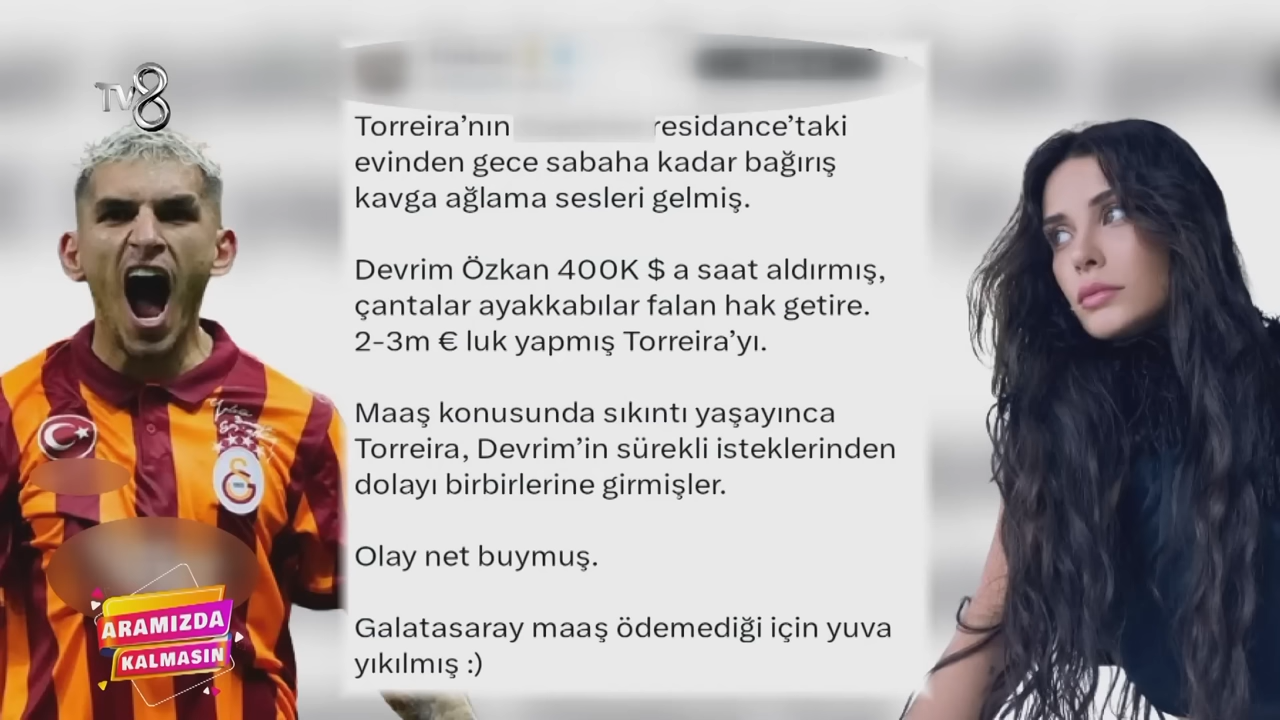 TV8
Torreira’nın residance’taki
evinden gece sabaha kadar bağırış
kavga ağlama sesleri gelmiş.
Devrim Özkan 400K $ a saat aldırmış,
çantalar ayakkabılar falan hak getire.
2-3m € luk yapmış Torreira’yı.
Maaş konusunda sıkıntı yaşayınca
Torreira, Devrim’in sürekli isteklerinden
dolayı birbirlerine girmişler.
Olay net buymuş.
Galatasaray maaş ödemediği için yuva
yıkılmış :)
ARAMIZDA
KALMASIN